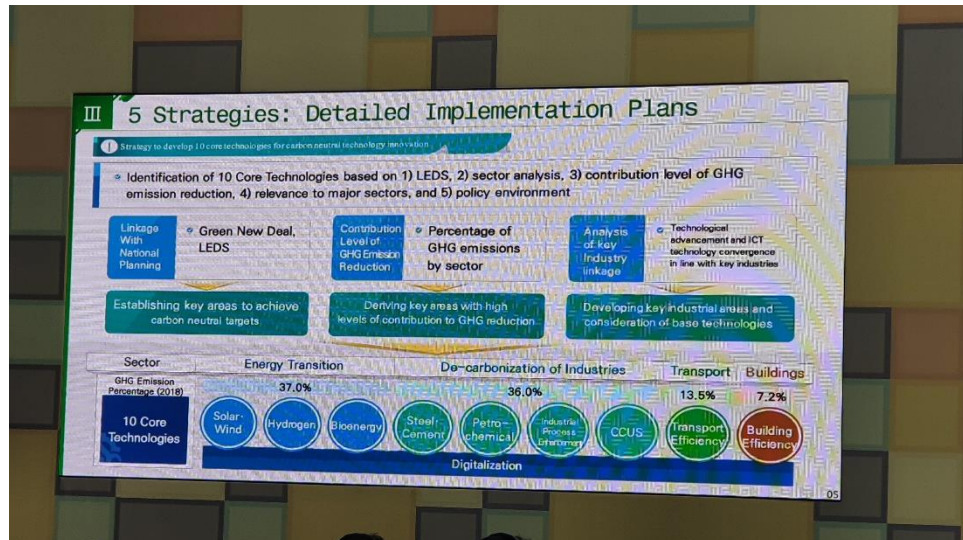 III
5 Strategies: Detailed Implementation Plans
1 Strategy to develop 10 core technologies for carbon neutral technology innovation
Identification of 10 Core Technologies based on 1) LEDS, 2) sector analysis, 3) contribution level of GHG
emission reduction, 4) relevance to major sectors, and 5) policy environment
Linkage
With
National
Planning
Green New Deal,
LEDS
Contribution
Level of
GHG Emission
Reduction
Percentage of
GHG emissions
by sector
Analysis
of key
Industry
linkage
Technological
advancement and ICT
technology convergence
in line with key industries
Establishing key areas to achieve
carbon neutral targets
Deriving key areas with high
levels of contribution to GHG reduction
Developing key industrial areas and
consideration of base technologies
Sector
Energy Transition
De-carbonization of Industries
Transport
Buildings
GHG Emission
Percentage (2018)
37.0%
36.0%
13.5%
7.2%
10 Core
Technologies
Solar·
Wind
Hydrogen
Bioenergy
Steel·
Cement
Petro-
chemical
Industrial
Process
Enhancement
CCUS
Transport
Efficiency
Building
Efficiency
Digitalization
05